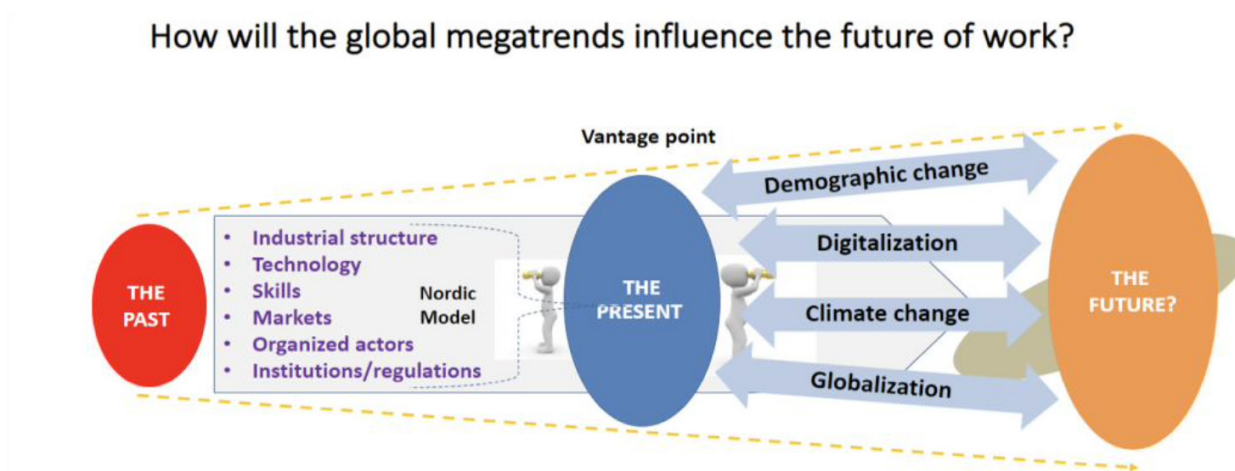 How will the global megatrends influence the future of work?
Vantage point
THE
PAST
• Industrial structure
• Technology
• Skills
• Markets
• Organized actors
• Institutions/regulations
Nordic
Model
THE
PRESENT
Demographic change
Digitalization
Climate change
Globalization
THE
FUTURE?